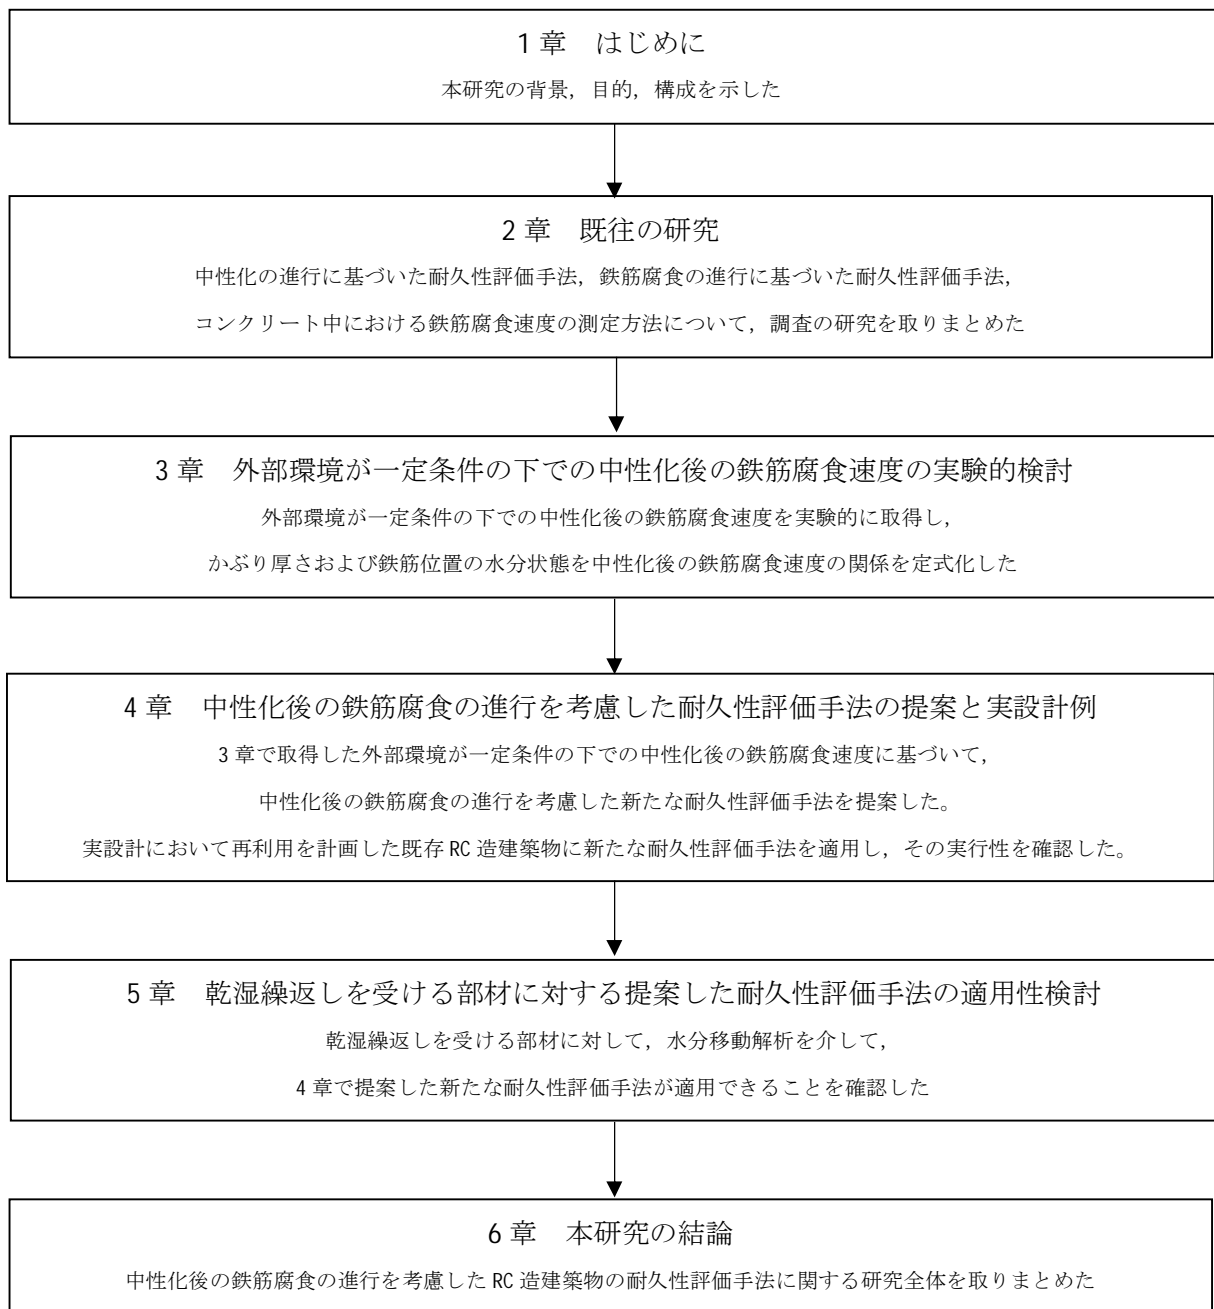 1章　はじめに
本研究の背景，目的，構成を示した
2章　既往の研究
中性化の進行に基づいた耐久性評価手法，鉄筋腐食の進行に基づいた耐久性評価手法，
コンクリート中における鉄筋腐食速度の測定方法について，調査の研究を取りまとめた
3章　外部環境が一定条件の下での中性化後の鉄筋腐食速度の実験的検討
外部環境が一定条件の下での中性化後の鉄筋腐食速度を実験的に取得し，
かぶり厚さおよび鉄筋位置の水分状態を中性化後の鉄筋腐食速度の関係を定式化した
4章　中性化後の鉄筋腐食の進行を考慮した耐久性評価手法の提案と実設計例
3章で取得した外部環境が一定条件の下での中性化後の鉄筋腐食速度に基づいて，
中性化後の鉄筋腐食の進行を考慮した新たな耐久性評価手法を提案した。
実設計において再利用を計画した既存RC造建築物に新たな耐久性評価手法を適用し，その実行性を確認した。
5章　乾湿繰返しを受ける部材に対する提案した耐久性評価手法の適用性検討
乾湿繰返しを受ける部材に対して，水分移動解析を介して，
4章で提案した新たな耐久性評価手法が適用できることを確認した
6章　本研究の結論
中性化後の鉄筋腐食の進行を考慮したRC造建築物の耐久性評価手法に関する研究全体を取りまとめた